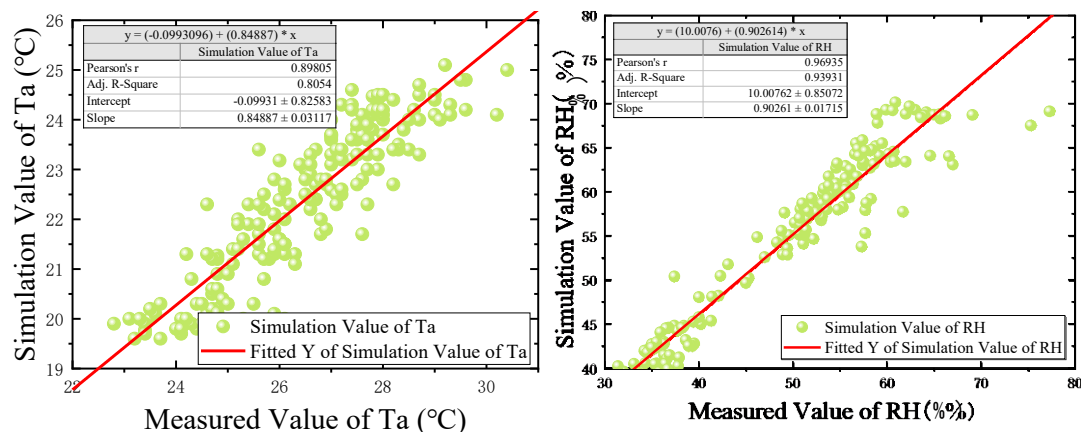 y = (-0.0993096) + (0.84887) * x
Simulation Value of Ta
Pearson's r 0.89805
Adj. R-Square 0.8054
Intercept -0.09931 ± 0.82583
Slope 0.84887 ± 0.03117
Simulation Value of Ta (℃)
26
25
24
23
22
21
20
19
22 24 26 28 30
Measured Value of Ta (℃)
Simulation Value of Ta
Fitted Y of Simulation Value of Ta
y = (10.0076) + (0.902614) * x
Simulation Value of RH
Pearson's r 0.96935
Adj. R-Square 0.93931
Intercept 10.00762 ± 0.85072
Slope 0.90261 ± 0.01715
80
75
70
65
60
55
50
45
40
30 40 50 60 70 80
Measured Value of RH(%%)
Simulation Value of RH
Fitted Y of Simulation Value of RH